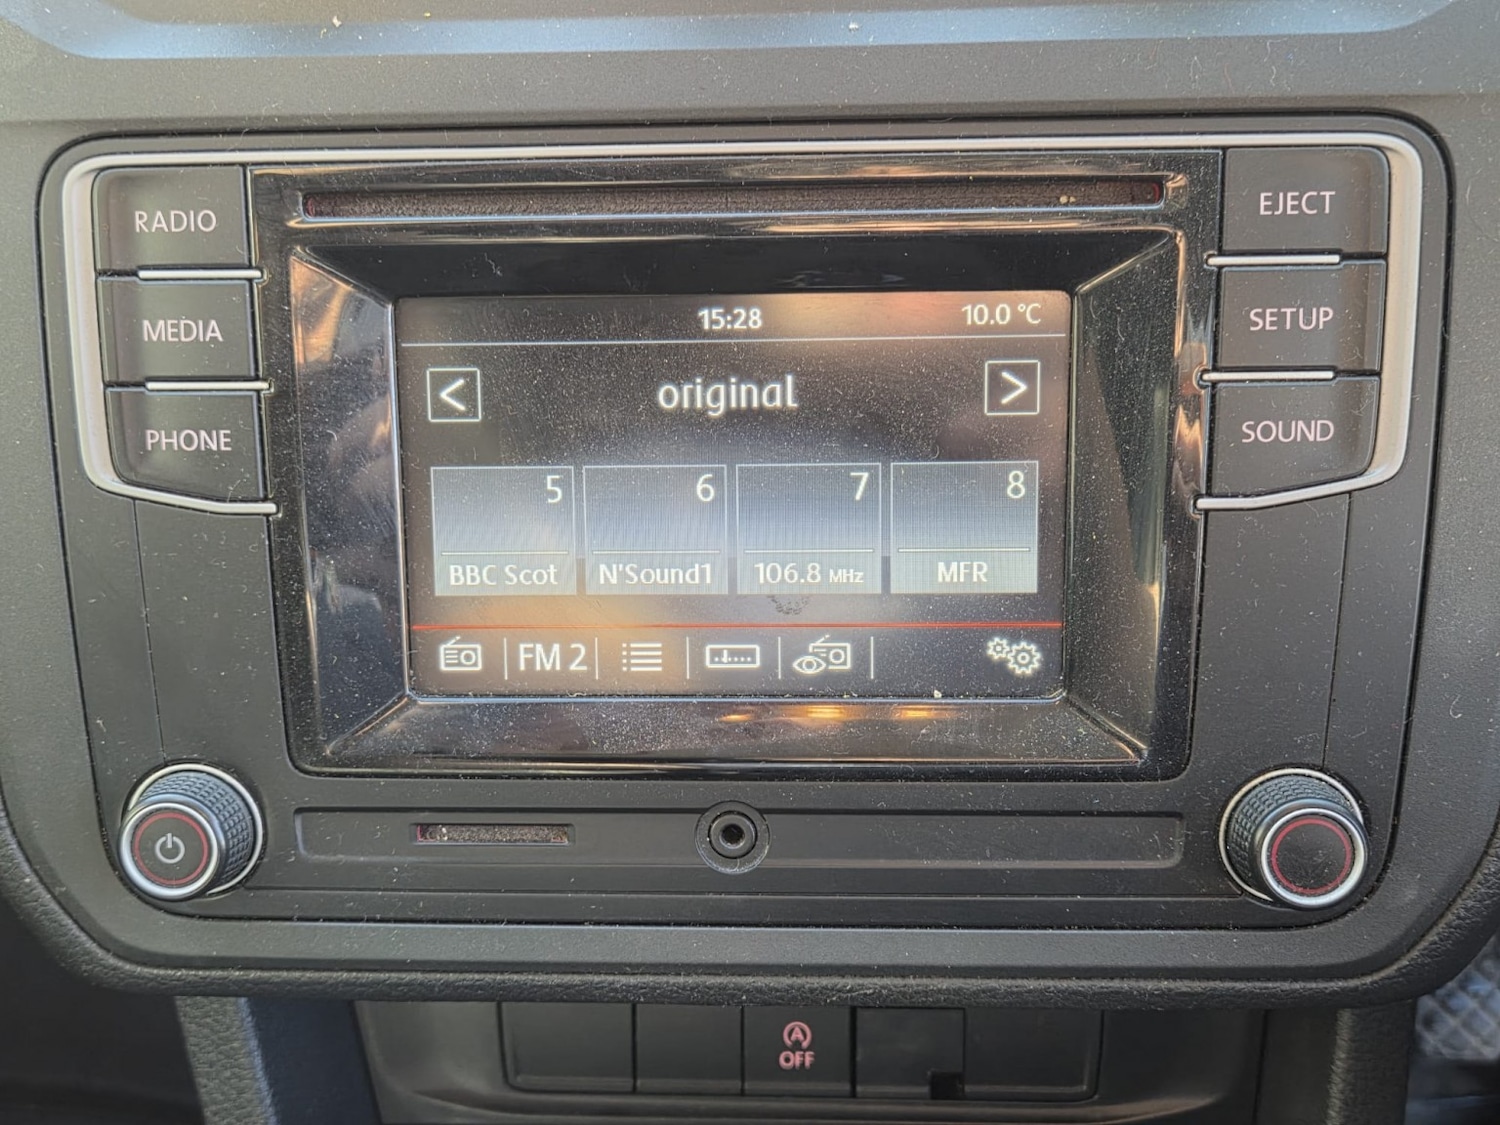 RADIO
MEDIA
PHONE
EJECT
SETUP
SOUND
15:28
10.0 °C
<
original
>
5
6
7
8
BBC Scot
N'Sound1
106.8 MHz
MFR
FM 2
A
OFF